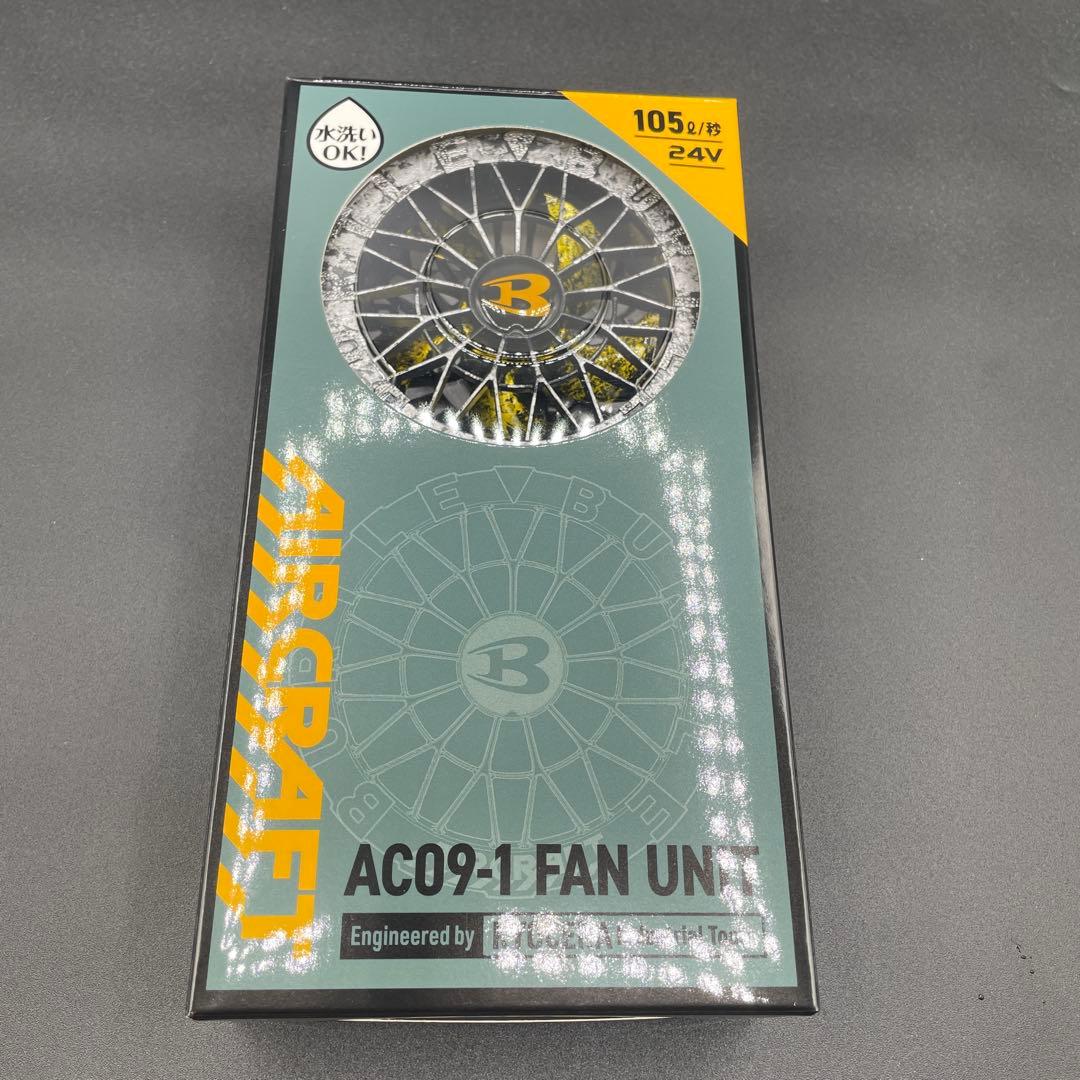 水洗い
OK!
105ℓ/秒
24V
B
AIRCRAFT
B
AC09-1 FAN UNIT
Engineered by